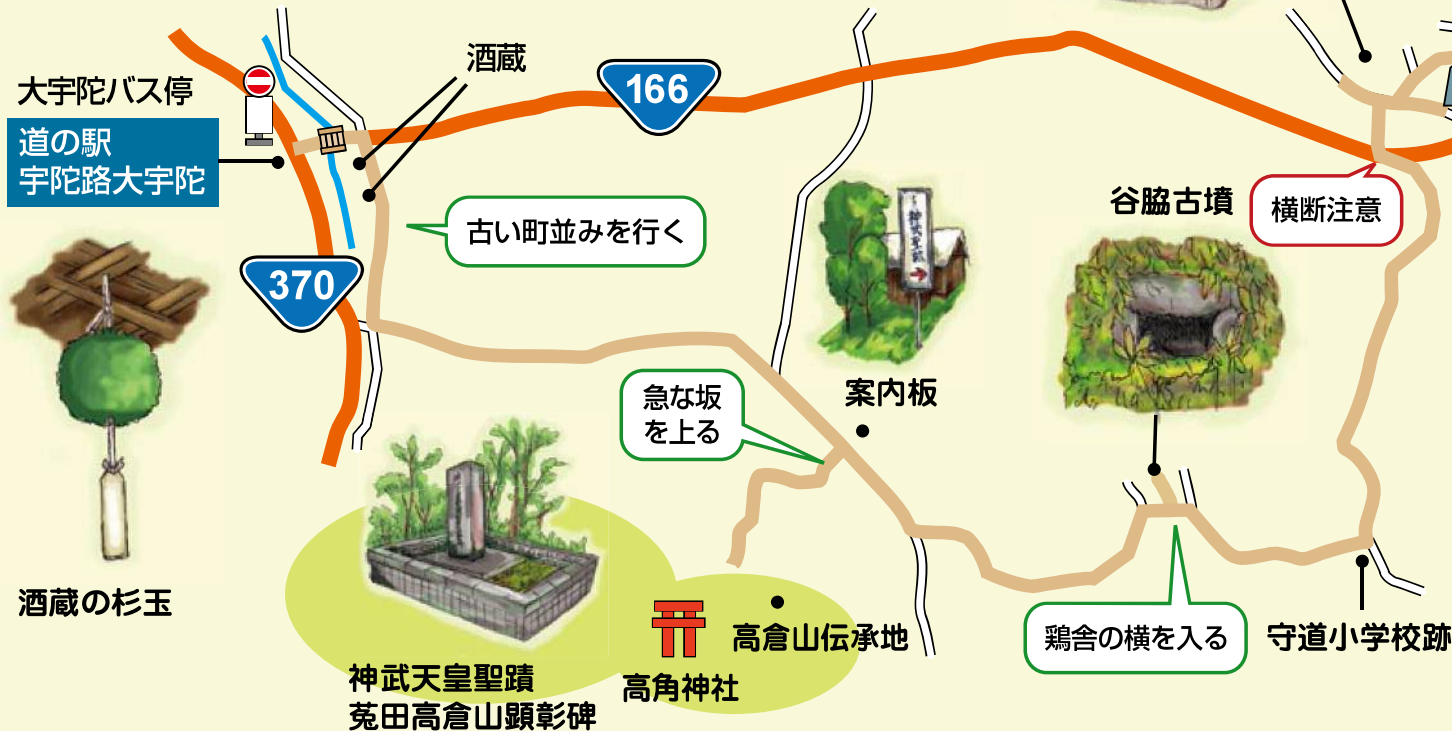 酒蔵
166
大宇陀バス停
道の駅
宇陀路大宇陀
谷脇古墳
横断注意
古い町並みを行く
370
案内板
急な坂
を上る
酒蔵の杉玉
神武天皇聖蹟
菟田高倉山顕彰碑
高角神社
高倉山伝承地
鶏舎の横を入る
守道小学校跡